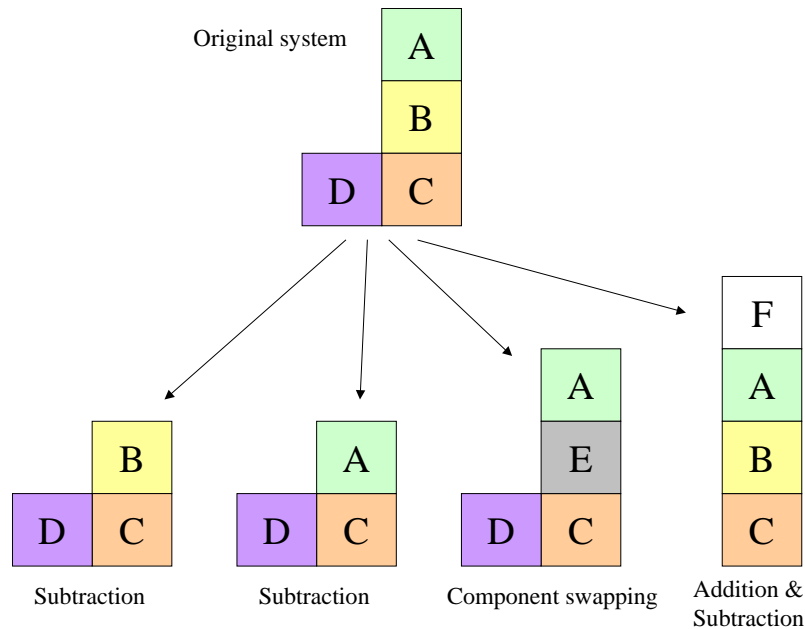 Original system
A
B
D C
F
A
A
B
A
E
B
D C
D C
D C
C
Subtraction
Subtraction
Component swapping
Addition &
Subtraction